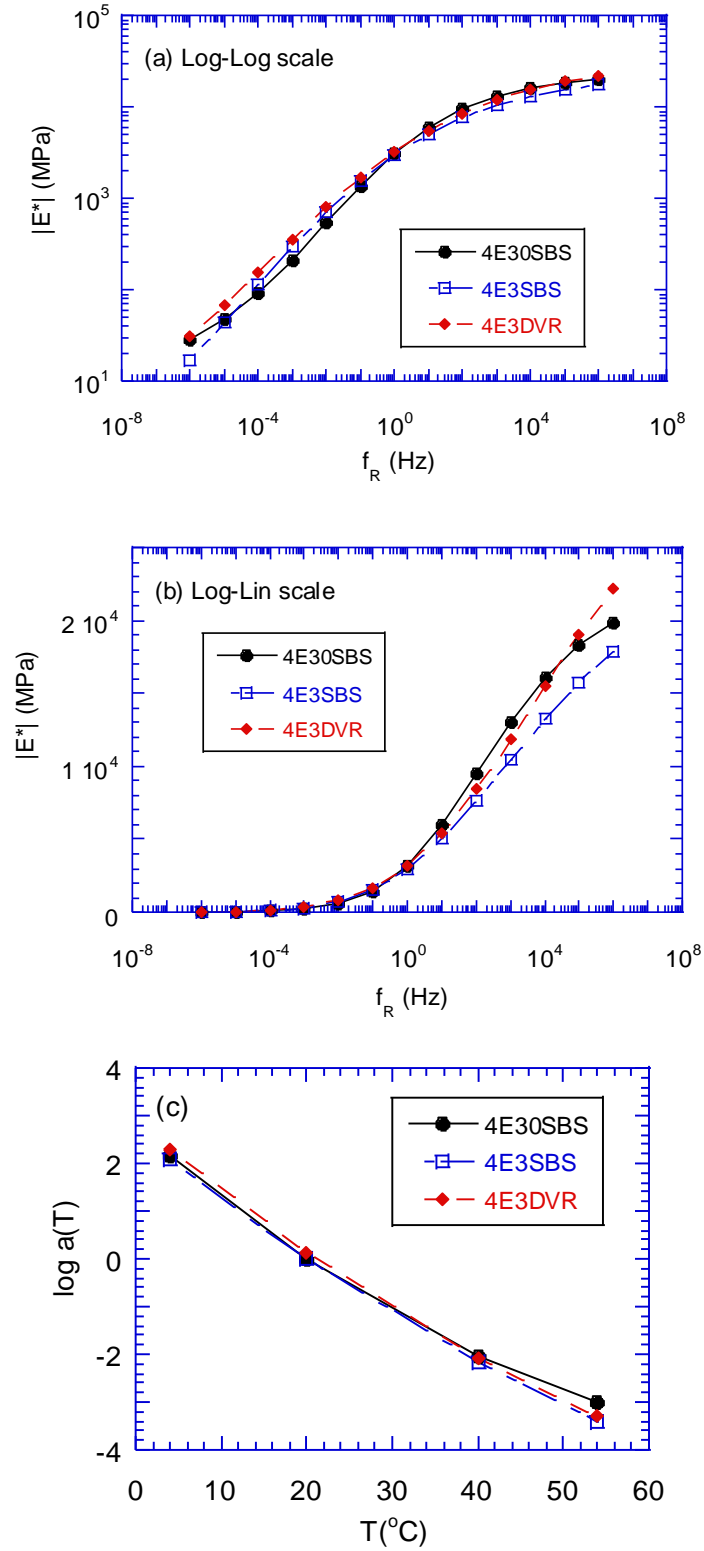 10^5
(a) Log-Log scale
|E*| (MPa)
10^3
4E30SBS
4E3SBS
4E3DVR
10^1
10^-8 10^-4 10^0 10^4 10^8
f_R (Hz)
(b) Log-Lin scale
2 10^4
4E30SBS
4E3SBS
4E3DVR
|E*| (MPa)
1 10^4
0
10^-8 10^-4 10^0 10^4 10^8
f_R (Hz)
4
(c)
4E30SBS
4E3SBS
4E3DVR
2
log a(T)
0
-2
-4
0 10 20 30 40 50 60
T(°C)